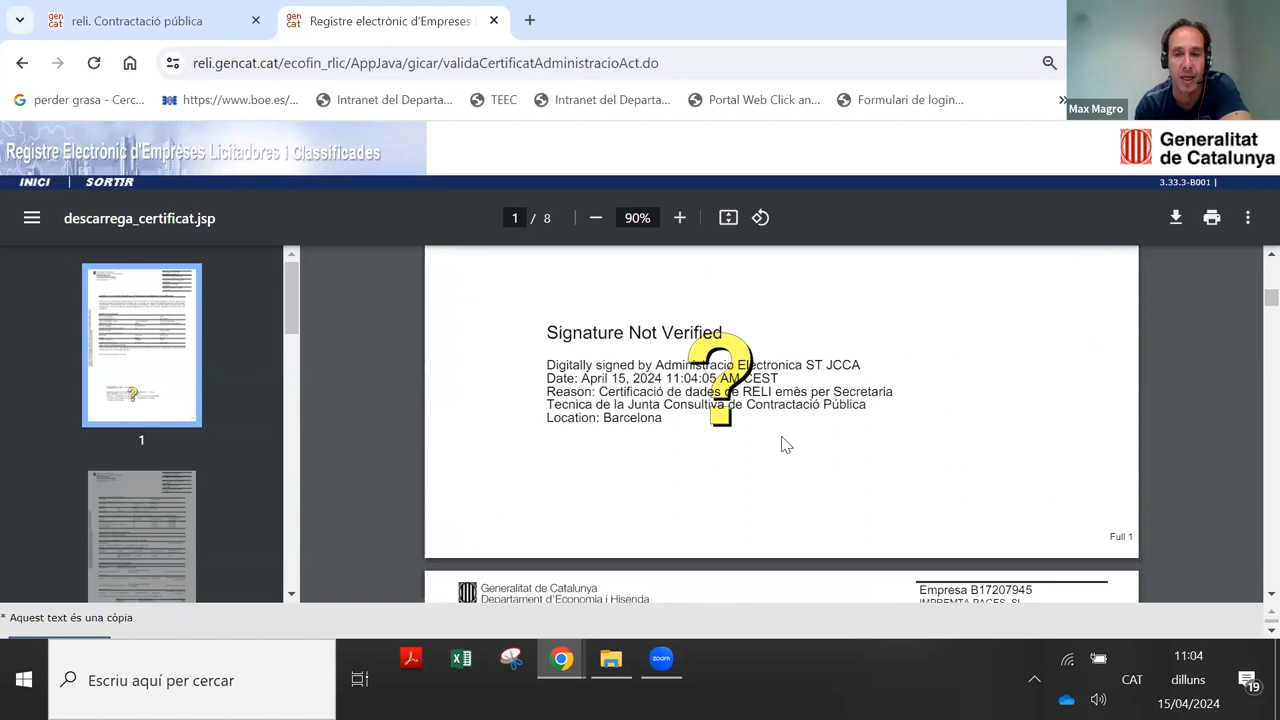 reli. Contractació pública
Registre electrònic d'Empreses L
reli.gencat.cat/ecofin_rlic/AppJava/gicar/validaCertificatAdministracioAct.do
perder grasa - Cerc...
https://www.boe.es/...
Intranet del Departa...
TEEC
Intranet del Departa...
Portal Web Click an...
Formulari de login...
Max Magro
Registre Electrònic d'Empreses Licitadores i Classificades
Generalitat
de Catalunya
INICI | SORTIR
3.33.3-B001 |
descarrega_certificat.jsp
1 / 8
90%
Signature Not Verified
Digitally signed by Administracio Electronica ST JCCA
Date: April 15, 2024 11:04:05 AM CEST
Reason: Certificació de dades de RELI emès per Secretaria
Tecnica de la Junta Consultiva de Contractació Pública
Location: Barcelona
?
1
Full 1
Generalitat de Catalunya
Departament d'Economia i Hisenda
Empresa B17207945
IMPREMTA PAGES, SL
* Aquest text és una còpia
Escriu aquí per cercar
zoom
CAT
11:04
dilluns
15/04/2024
19